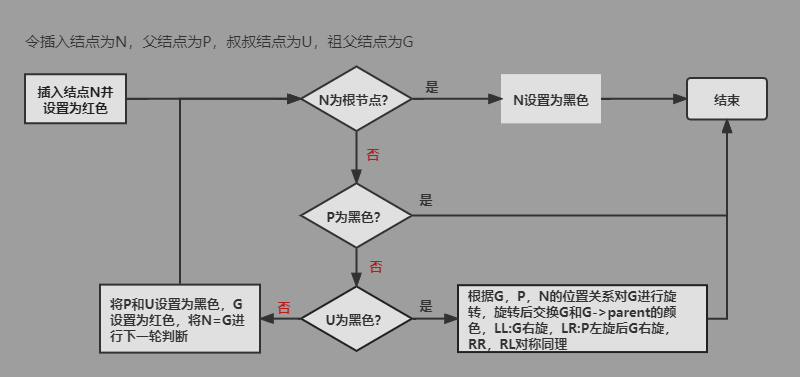 令插入结点为N，父结点为P，叔叔结点为U，祖父结点为G
插入结点N并
设置为红色
N为根节点?
是
N设置为黑色
结束
否
P为黑色?
是
否
将P和U设置为黑色，G
设置为红色，将N=G进
行下一轮判断
否
U为黑色?
是
根据G，P，N的位置关系对G进行旋
转，旋转后交换G和G->parent的颜
色，LL:G右旋，LR:P左旋后G右旋，
RR，RL对称同理